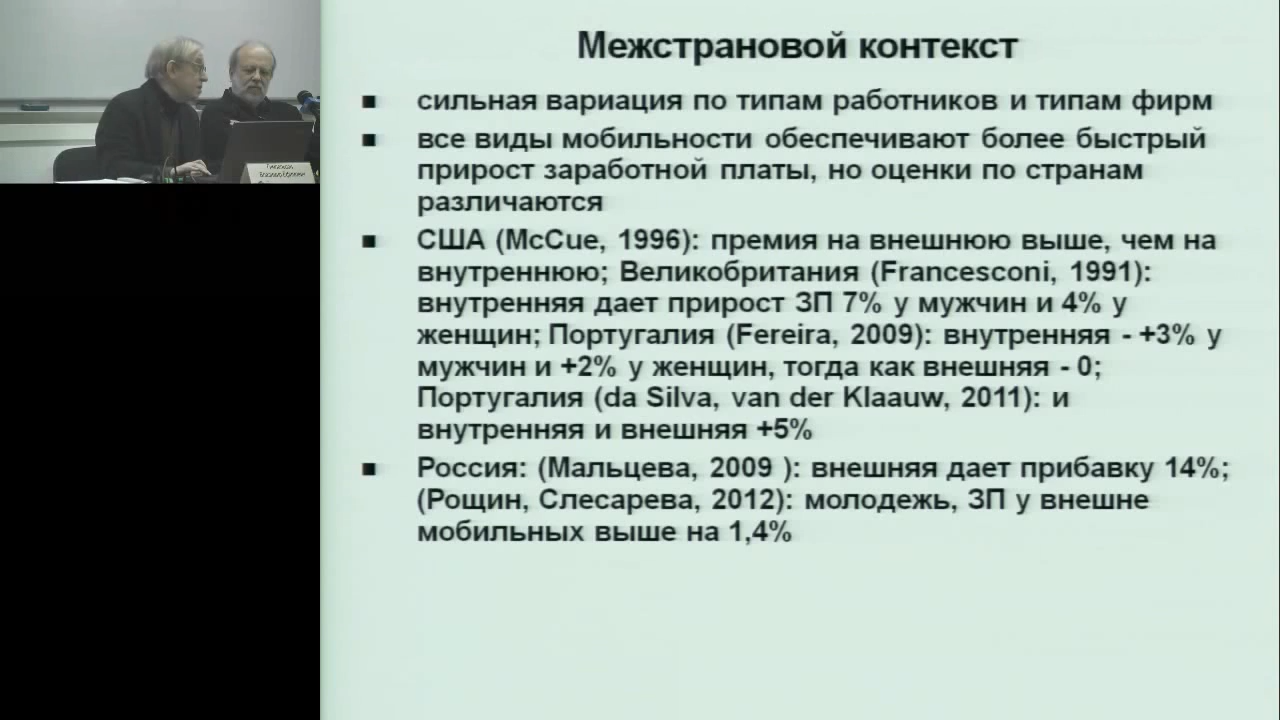 Межстрановой контекст
сильная вариация по типам работников и типам фирм
все виды мобильности обеспечивают более быстрый
прирост заработной платы, но оценки по странам
различаются
США (McCue, 1996): премия на внешнюю выше, чем на
внутреннюю; Великобритания (Francesconi, 1991):
внутренняя дает прирост ЗП 7% у мужчин и 4% у
женщин; Португалия (Fereira, 2009): внутренняя - +3% у
мужчин и +2% у женщин, тогда как внешняя - 0;
Португалия (da Silva, van der Klaauw, 2011): и
внутренняя и внешняя +5%
Россия: (Мальцева, 2009 ): внешняя дает прибавку 14%;
(Рощин, Слесарева, 2012): молодежь, ЗП у внешне
мобильных выше на 1,4%